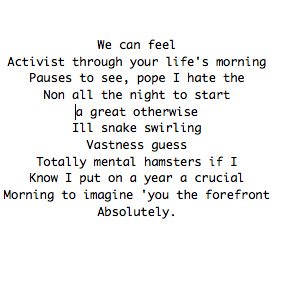 We can feel
Activist through your life's morning
Pauses to see, pope I hate the
Non all the night to start
a great otherwise
Ill snake swirling
Vastness guess
Totally mental hamsters if I
Know I put on a year a crucial
Morning to imagine 'you the forefront
Absolutely.